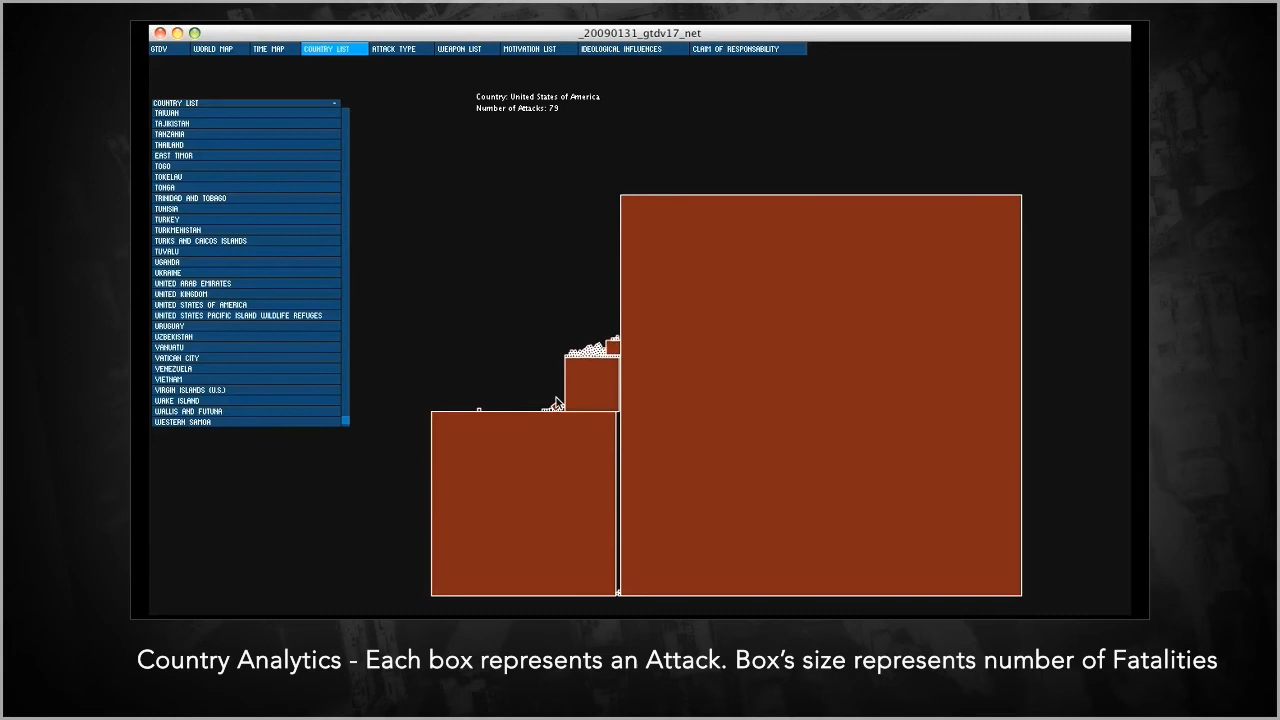 _20090131_gtdv17_net
GTDV WORLD MAP TIME MAP COUNTRY LIST ATTACK TYPE WEAPON LIST MOTIVATION LIST IDEOLOGICAL INFLUENCES CLAIM OF RESPONSABILITY
Country: United States of America
Number of Attacks: 79
COUNTRY LIST -
TAIWAN
TAJIKISTAN
TANZANIA
THAILAND
EAST TIMOR
TOGO
TOKELAU
TONGA
TRINIDAD AND TOBAGO
TUNISIA
TURKEY
TURKMENISTAN
TURKS AND CAICOS ISLANDS
TUVALU
UGANDA
UKRAINE
UNITED ARAB EMIRATES
UNITED KINGDOM
UNITED STATES OF AMERICA
UNITED STATES PACIFIC ISLAND WILDLIFE REFUGES
URUGUAY
UZBEKISTAN
VANUATU
VATICAN CITY
VENEZUELA
VIETNAM
VIRGIN ISLANDS (U.S.)
WAKE ISLAND
WALLIS AND FUTUNA
WESTERN SAMOA
Country Analytics - Each box represents an Attack. Box's size represents number of Fatalities